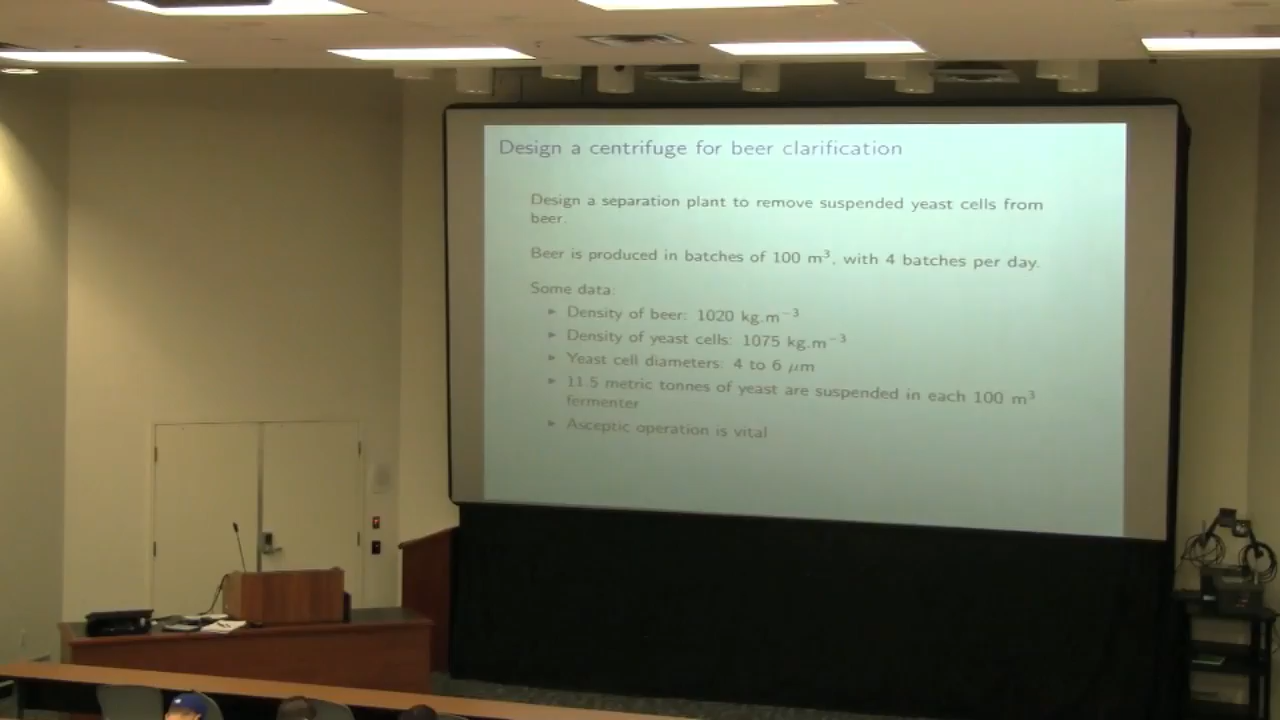 Design a centrifuge for beer clarification
Design a separation plant to remove suspended yeast cells from
beer.
Beer is produced in batches of 100 m³, with 4 batches per day.
Some data:
▸ Density of beer: 1020 kg.m⁻³
▸ Density of yeast cells: 1075 kg.m⁻³
▸ Yeast cell diameters: 4 to 6 μm
▸ 11.5 metric tonnes of yeast are suspended in each 100 m³
fermenter
▸ Asceptic operation is vital